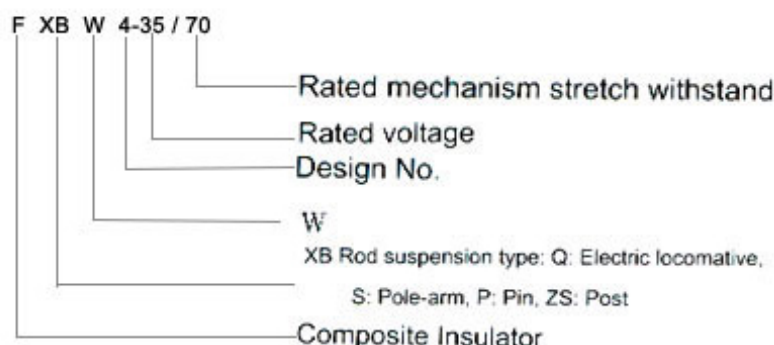 F XB W 4-35 / 70
Rated mechanism stretch withstand
Rated voltage
Design No.
W
XB Rod suspension type: Q: Electric locomative,
S: Pole-arm, P: Pin, ZS: Post
Composite Insulator